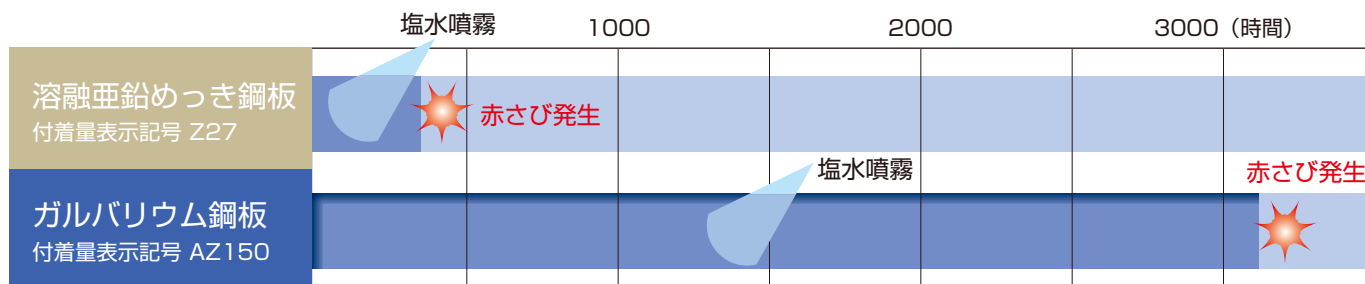 塩水噴霧 1000 2000 3000（時間）
溶融亜鉛めっき鋼板
付着量表示記号 Z27
赤さび発生
塩水噴霧
赤さび発生
ガルバリウム鋼板
付着量表示記号 AZ150